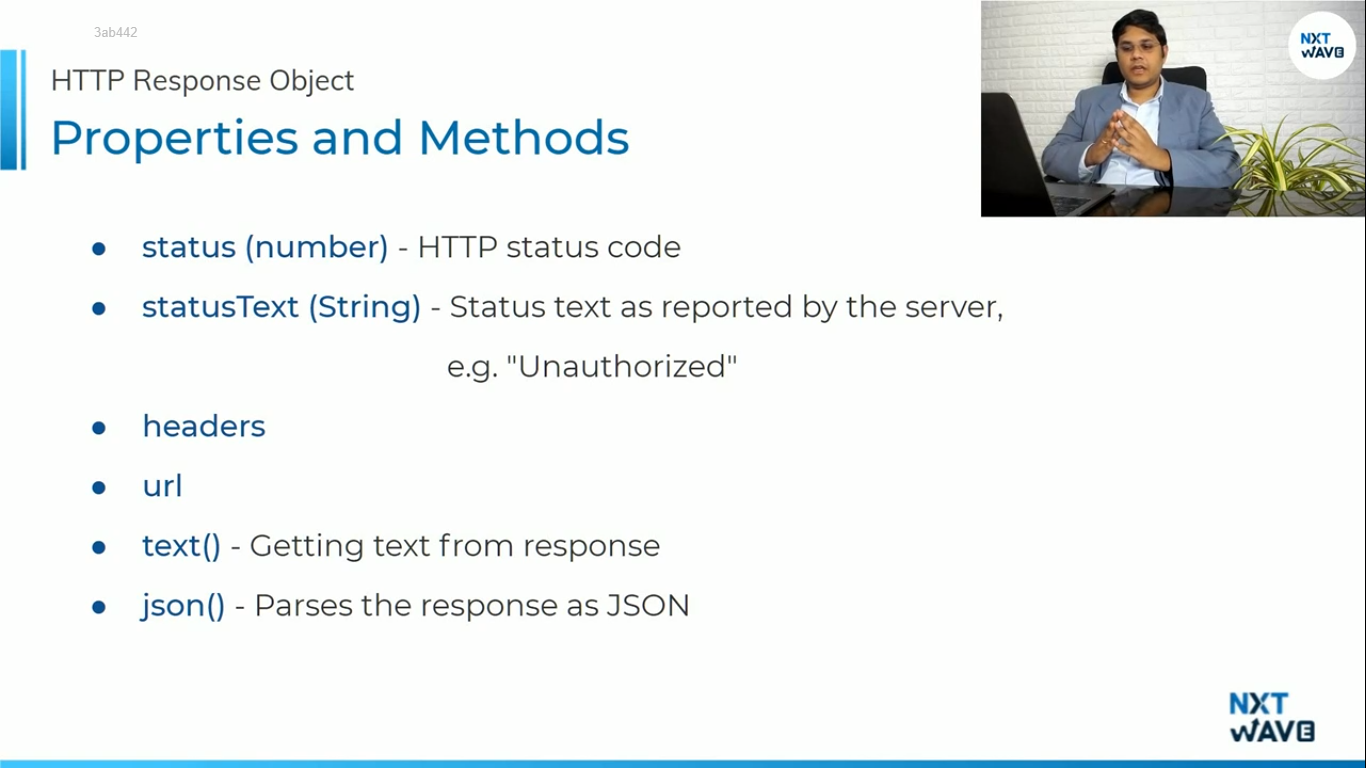 3ab442
HTTP Response Object
Properties and Methods
NXT
WAVE
● status (number) - HTTP status code
● statusText (String) - Status text as reported by the server,
e.g. "Unauthorized"
● headers
● url
● text() - Getting text from response
● json() - Parses the response as JSON
NXT
WAVE